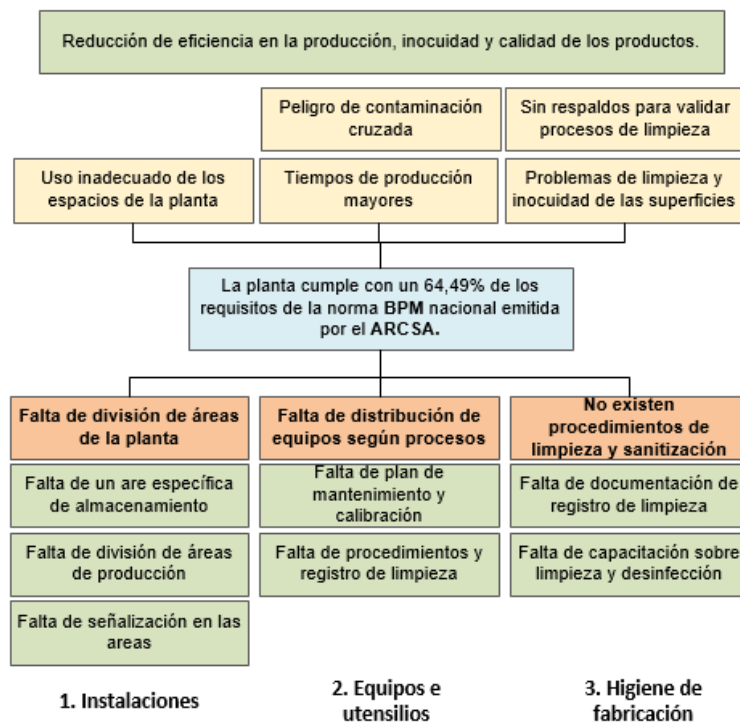 Reducción de eficiencia en la producción, inocuidad y calidad de los productos.
Peligro de contaminación
cruzada
Sin respaldos para validar
procesos de limpieza
Uso inadecuado de los
espacios de la planta
Tiempos de producción
mayores
Problemas de limpieza y
inocuidad de las superficies
La planta cumple con un 64,49% de los
requisitos de la norma BPM nacional emitida
por el ARCSA.
Falta de división de áreas
de la planta
Falta de distribución de
equipos según procesos
No existen
procedimientos de
limpieza y sanitización
Falta de un are específica
de almacenamiento
Falta de plan de
mantenimiento y
calibración
Falta de documentación de
registro de limpieza
Falta de división de áreas
de producción
Falta de procedimientos y
registro de limpieza
Falta de capacitación sobre
limpieza y desinfección
Falta de señalización en las
areas
1. Instalaciones
2. Equipos e
utensilios
3. Higiene de
fabricación